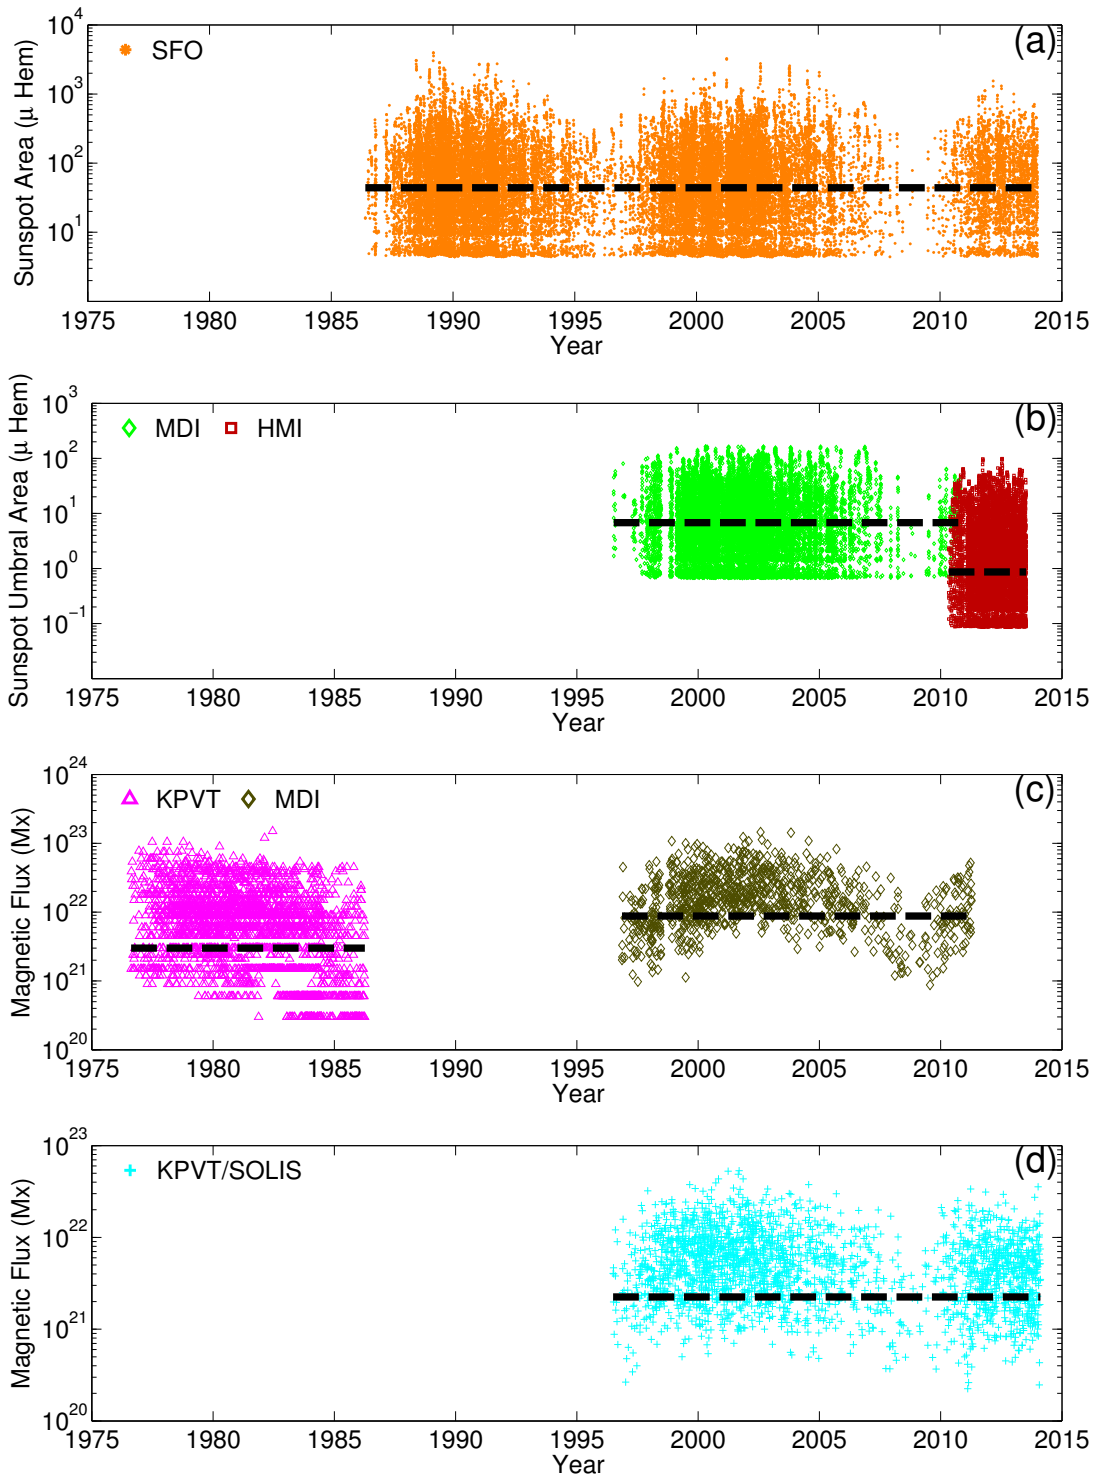 (a)
SFO
Sunspot Area (μ Hem)
10^4
10^3
10^2
10^1
1975 1980 1985 1990 1995 2000 2005 2010 2015
Year
(b)
MDI HMI
Sunspot Umbral Area (μ Hem)
10^3
10^2
10^1
10^0
10^−1
1975 1980 1985 1990 1995 2000 2005 2010 2015
Year
(c)
KPVT MDI
Magnetic Flux (Mx)
10^24
10^23
10^22
10^21
10^20
1975 1980 1985 1990 1995 2000 2005 2010 2015
Year
(d)
KPVT/SOLIS
Magnetic Flux (Mx)
10^23
10^22
10^21
10^20
1975 1980 1985 1990 1995 2000 2005 2010 2015
Year